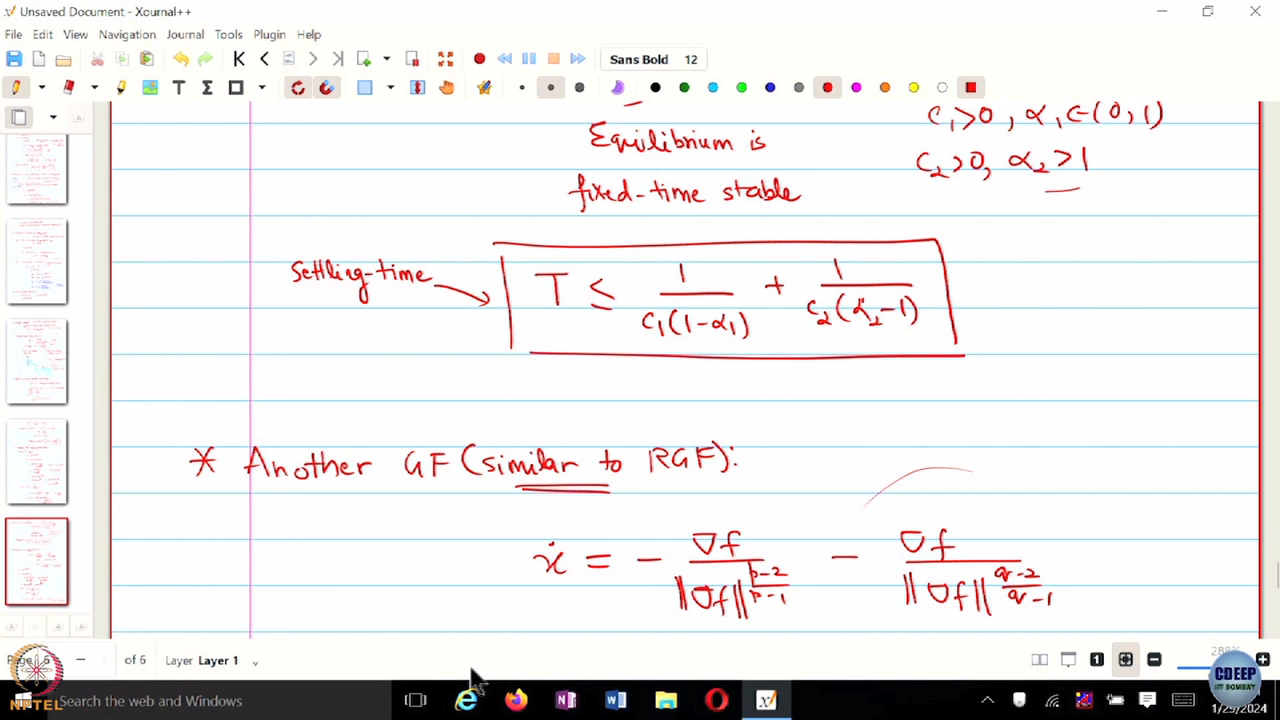 Unsaved Document - Xournal++
File Edit View Navigation Journal Tools Plugin Help
Sans Bold 12
c₁>0, α₁ ∈ (0, 1)
Equilibrium is
c₂>0, α₂ > 1
fixed-time stable
Settling-time
T ≤ 1/(c₁(1-α₁)) + 1/(c₂(α₂-1))
* Another GF (similar to RGF).
ẋ = - ∇f/‖∇f‖^((p-2)/(p-1)) - ∇f/‖∇f‖^((q-2)/(q-1))
Page 6 of 6 Layer Layer 1
288%
NPTEL
Search the web and Windows
CDEEP
IIT BOMBAY
1/29/2024